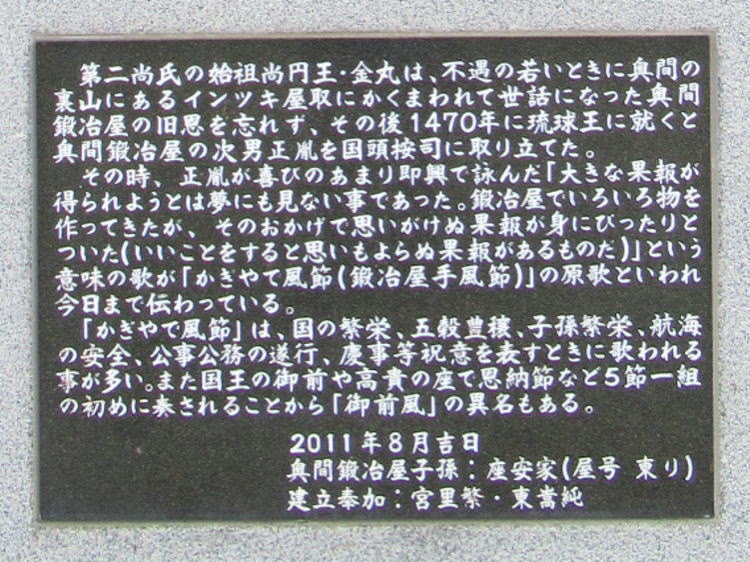 第二尚氏の始祖尚円王・金丸は、不遇の若いときに奥間の
裏山にあるインツキ屋取にかくまわれて世話になった奥間
鍛冶屋の旧恩を忘れず、その後1470年に琉球王に就くと
奥間鍛冶屋の次男正胤を国頭按司に取り立てた。
その時、正胤が喜びのあまり即興で詠んだ「大きな果報が
得られようとは夢にも見ない事であった。鍛冶屋でいろいろ物を
作ってきたが、そのおかげで思いがけぬ果報が身にぴったりと
ついた(いいことをすると思いもよらぬ果報があるものだ)」という
意味の歌が「かぎやで風節(鍛冶屋手風節)」の原歌といわれ
今日まで伝わっている。
「かぎやで風節」は、国の繁栄、五穀豊穣、子孫繁栄、航海
の安全、公事公務の遂行、慶事等祝意を表すときに歌われる
事が多い。また国王の御前や高貴の座で恩納節など5節一組
の初めに奏されることから「御前風」の異名もある。
2011年8月吉日
奥間鍛冶屋子孫：座安家(屋号 東り)
建立参加：宮里繁・東嵩純